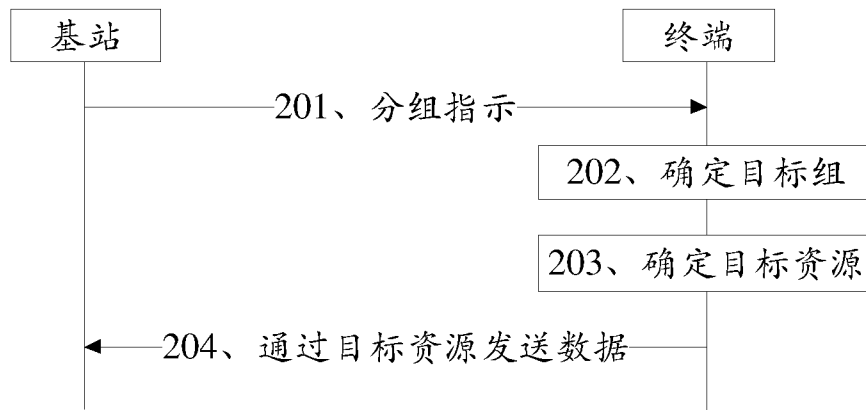 基站
终端
201、分组指示
202、确定目标组
203、确定目标资源
204、通过目标资源发送数据